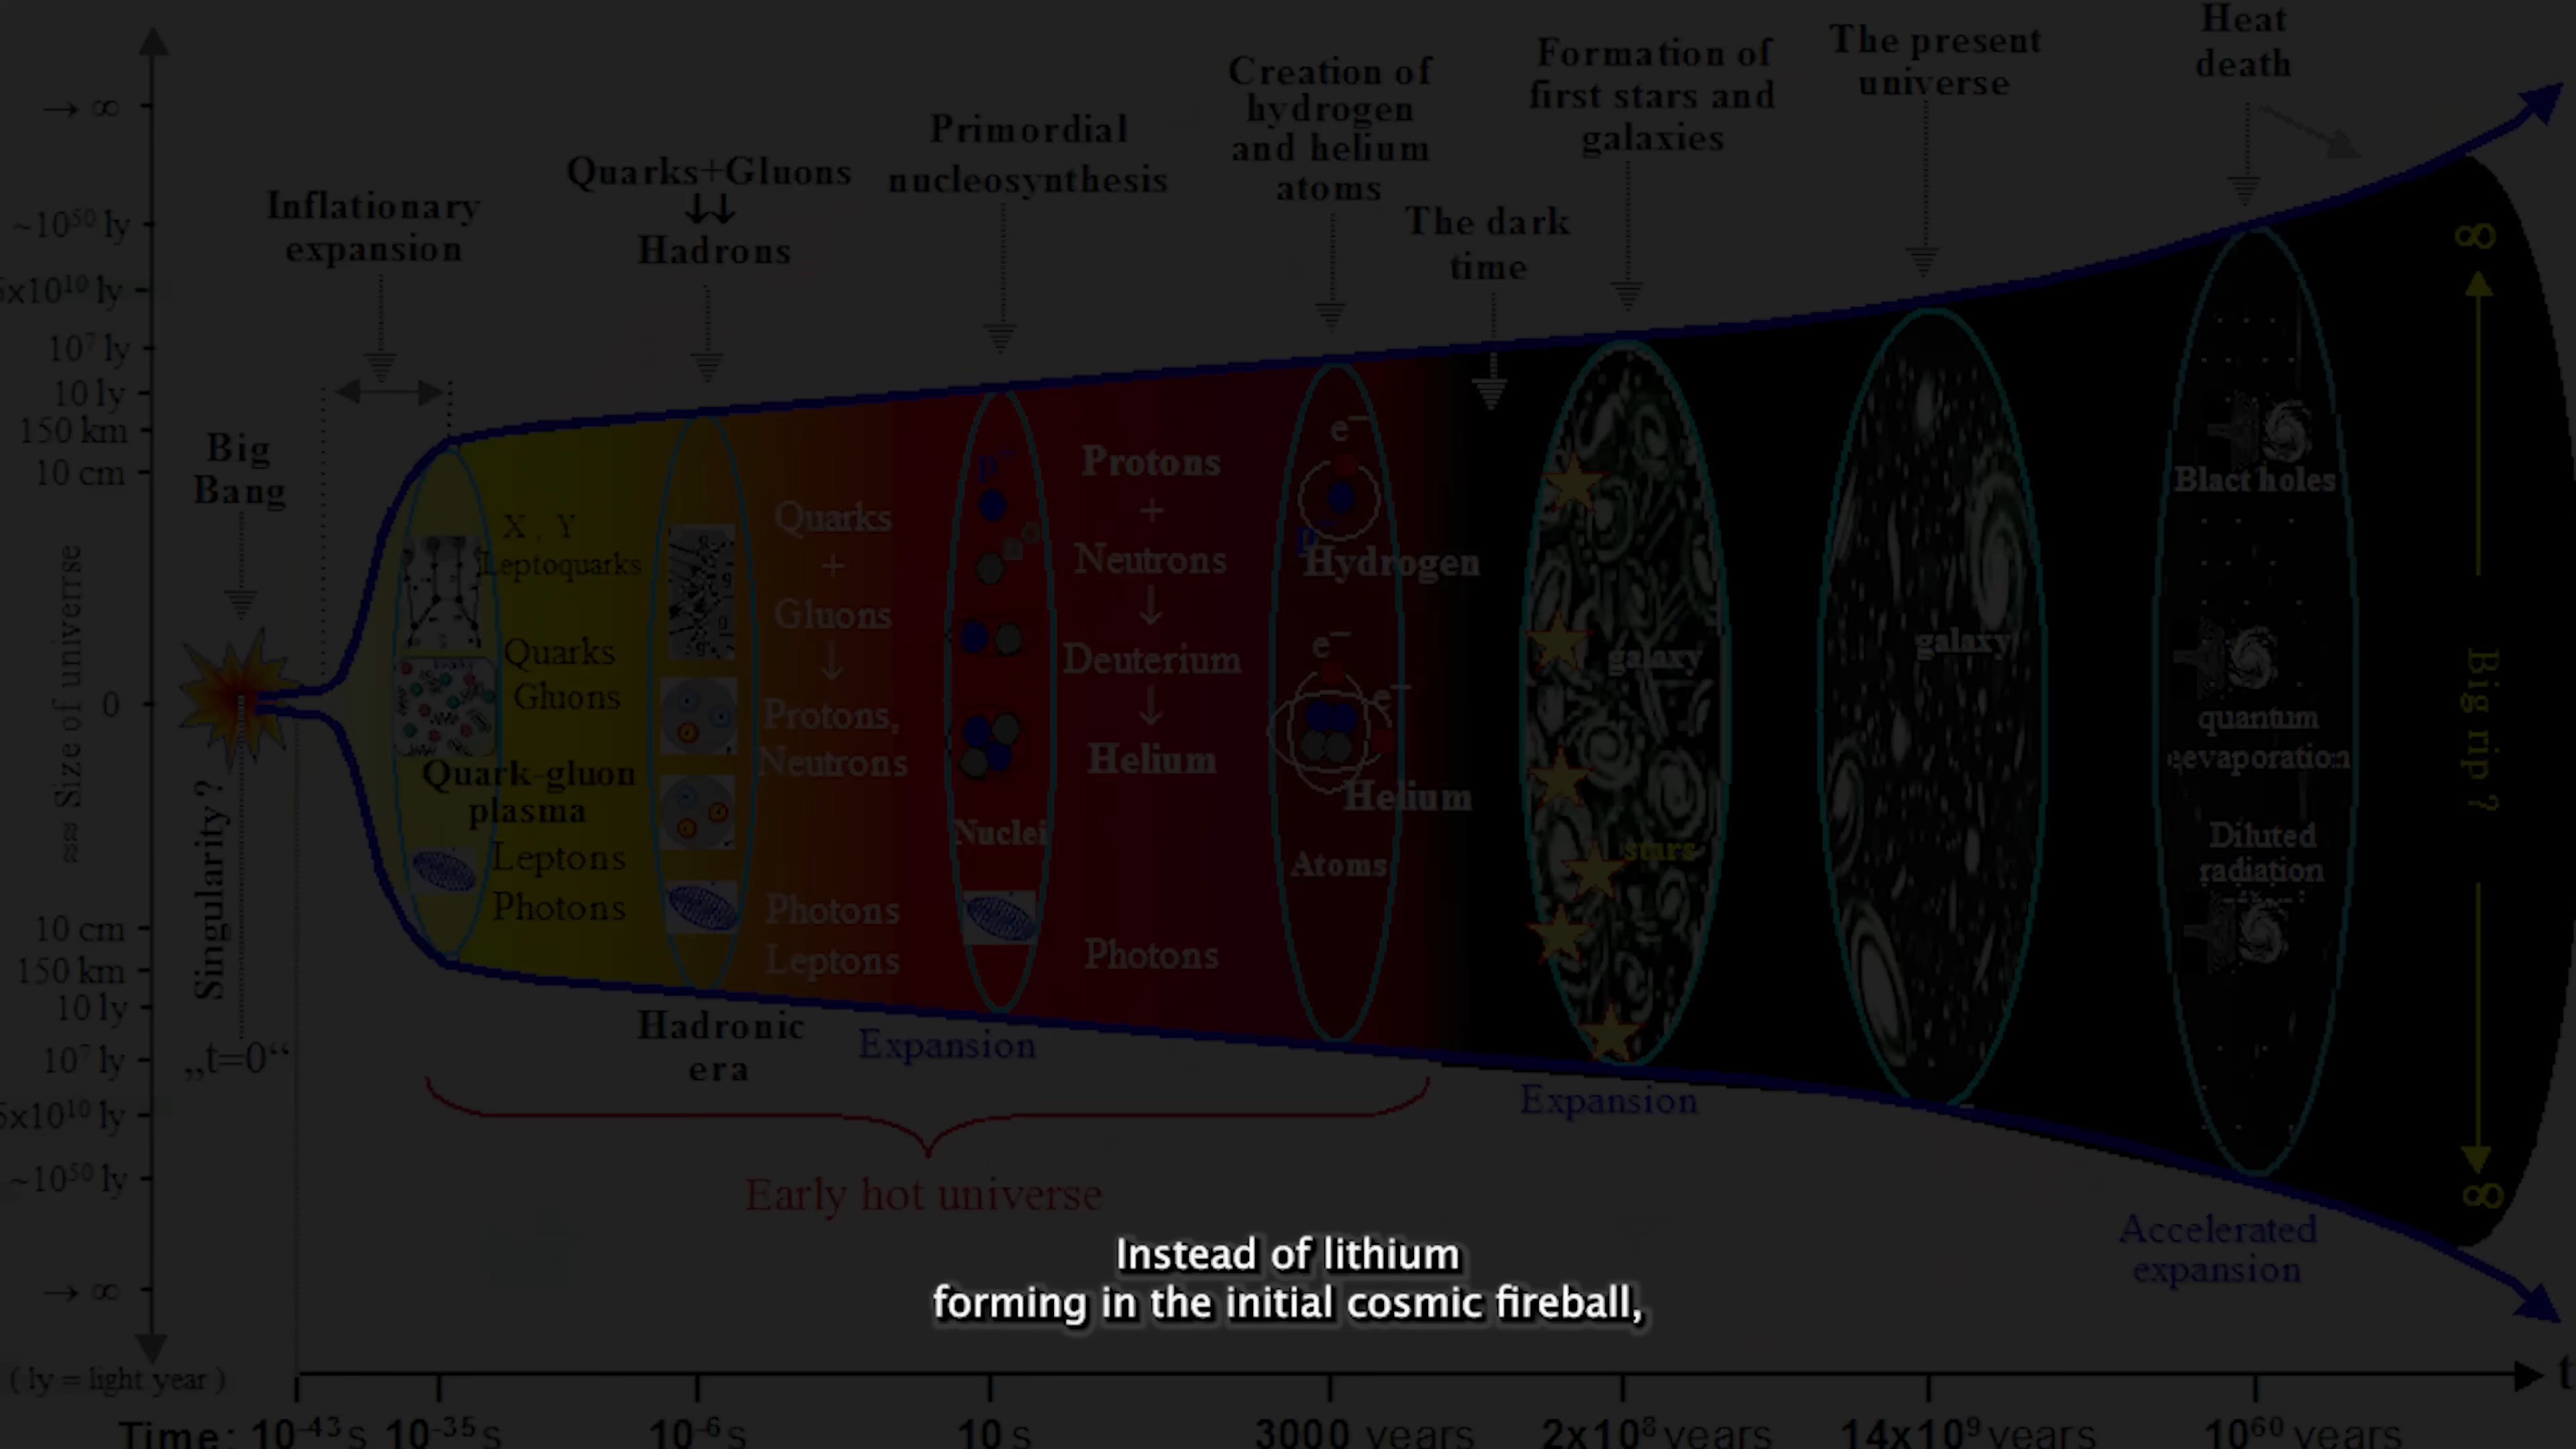 Heat
death
The present
universe
Formation of
first stars and
galaxies
Creation of
hydrogen
and helium
atoms
The dark
time
Primordial
nucleosynthesis
Quarks+Gluons
↓↓
Hadrons
Inflationary
expansion
Big
Bang
→ ∞
~10⁵⁰ ly
5x10¹⁰ ly
10⁷ ly
10 ly
150 km
10 cm
≈≈ Size of universe
0
10 cm
150 km
10 ly
10⁷ ly
5x10¹⁰ ly
~10⁵⁰ ly
→ ∞
( ly = light year )
Singularity ?
„t=0“
X , Y
Leptoquarks
Quarks
Gluons
Quark-gluon
plasma
Leptons
Photons
Quarks
+
Gluons
↓
Protons,
Neutrons
Photons
Leptons
Hadronic
era
Nuclei
Protons
+
Neutrons
↓
Deuterium
↓
Helium
Photons
e⁻
Hydrogen
e⁻
e⁻
Helium
Atoms
galaxy
stars
galaxy
Blact holes
quantum
eevaporation
Diluted
radiation
∞
Big rip ?
∞
Expansion
Expansion
Accelerated
expansion
Early hot universe
Instead of lithium
forming in the initial cosmic fireball,
t
Time: 10⁻⁴³ s 10⁻³⁵ s 10⁻⁶ s 10 s 3000 years 2x10⁸ years 14x10⁹ years 10⁶⁰ years